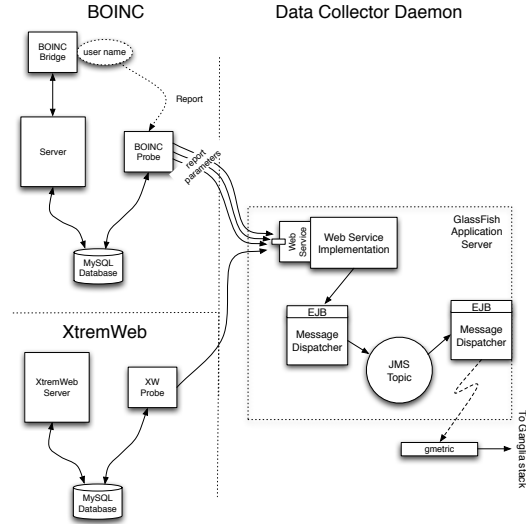 BOINC
Data Collector Daemon
BOINC
Bridge
user name
Report
Server
BOINC
Probe
report
parameters
MySQL
Database
GlassFish
Application
Server
Web
Service
Web Service
Implementation
EJB
Message
Dispatcher
JMS
Topic
EJB
Message
Dispatcher
XtremWeb
XtremWeb
Server
XW
Probe
MySQL
Database
gmetric
To Ganglia stack